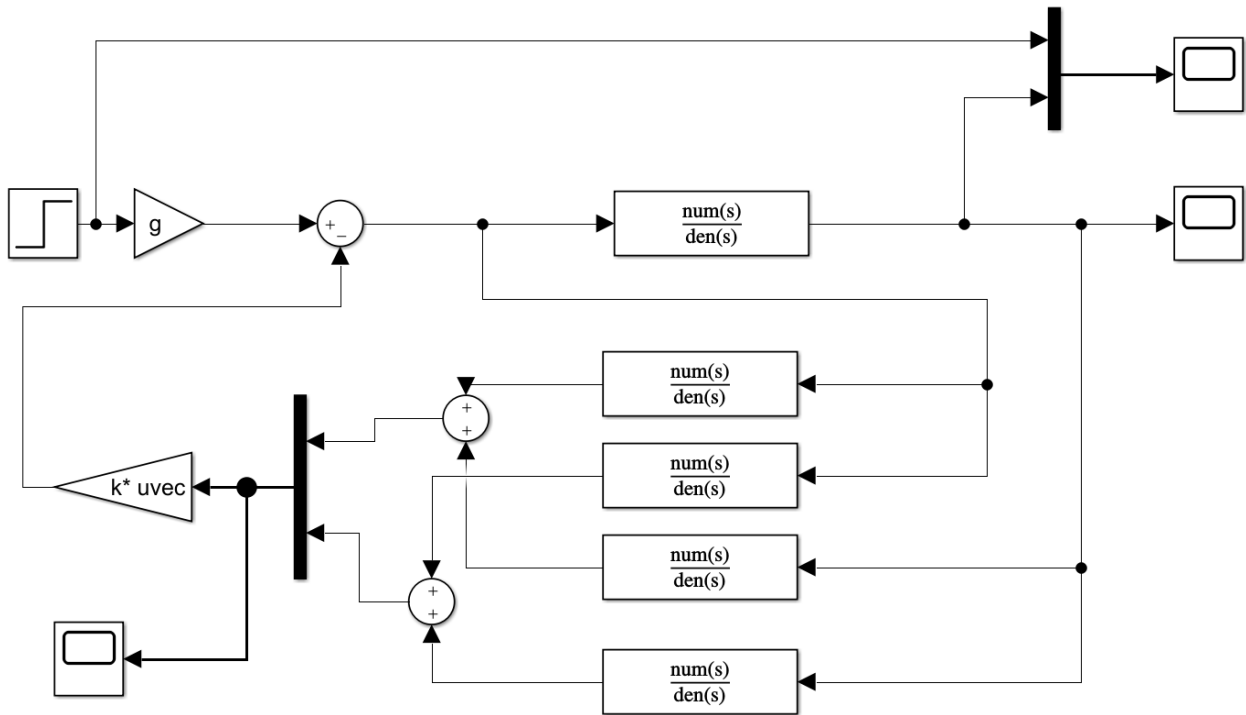 g
+
−
num(s)
den(s)
num(s)
den(s)
+
+
num(s)
den(s)
k* uvec
num(s)
den(s)
+
+
num(s)
den(s)